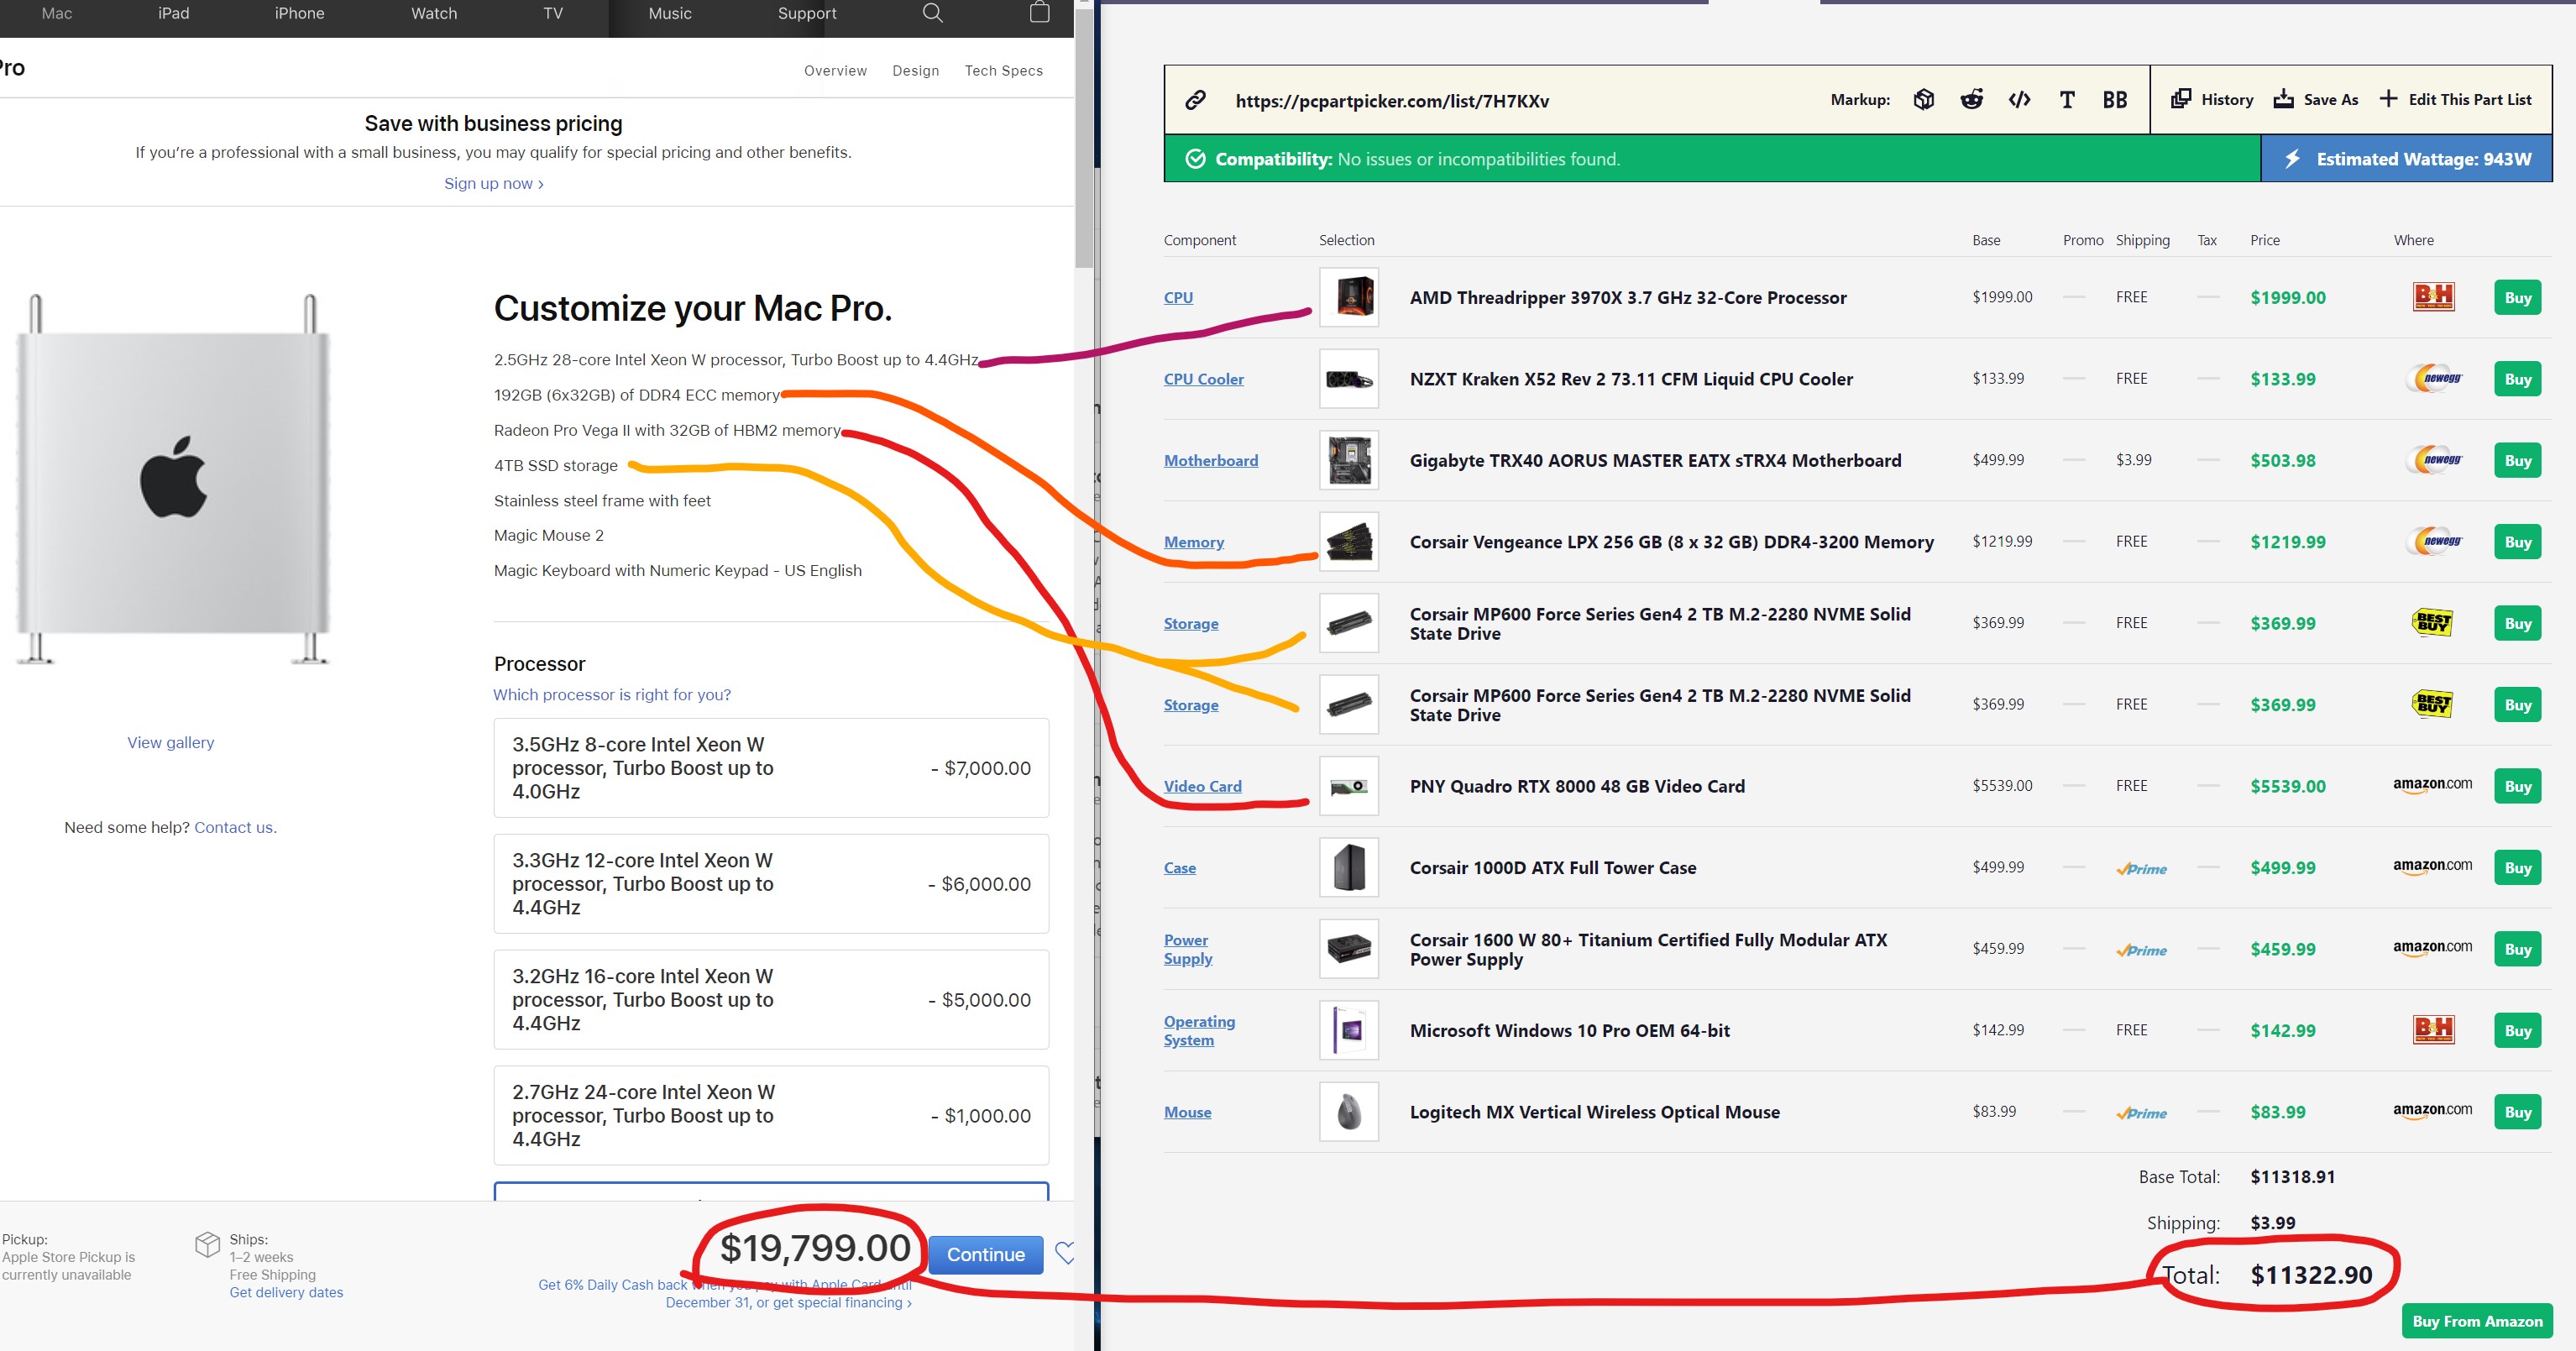 Mac iPad iPhone Watch TV Music Support
Pro
Overview Design Tech Specs
Save with business pricing
If you’re a professional with a small business, you may qualify for special pricing and other benefits.
Sign up now ›
Customize your Mac Pro.
2.5GHz 28-core Intel Xeon W processor, Turbo Boost up to 4.4GHz
192GB (6x32GB) of DDR4 ECC memory
Radeon Pro Vega II with 32GB of HBM2 memory
4TB SSD storage
Stainless steel frame with feet
Magic Mouse 2
Magic Keyboard with Numeric Keypad - US English
View gallery
Need some help? Contact us.
Processor
Which processor is right for you?
3.5GHz 8-core Intel Xeon W
processor, Turbo Boost up to
4.0GHz
- $7,000.00
3.3GHz 12-core Intel Xeon W
processor, Turbo Boost up to
4.4GHz
- $6,000.00
3.2GHz 16-core Intel Xeon W
processor, Turbo Boost up to
4.4GHz
- $5,000.00
2.7GHz 24-core Intel Xeon W
processor, Turbo Boost up to
4.4GHz
- $1,000.00
Pickup:
Apple Store Pickup is
currently unavailable
Ships:
1–2 weeks
Free Shipping
Get delivery dates
$19,799.00 Continue
Get 6% Daily Cash back when you pay with Apple Card until
December 31, or get special financing ›
https://pcpartpicker.com/list/7H7KXv Markup: T BB History Save As Edit This Part List
Compatibility: No issues or incompatibilities found. Estimated Wattage: 943W
Component Selection Base Promo Shipping Tax Price Where
CPU AMD Threadripper 3970X 3.7 GHz 32-Core Processor $1999.00 — FREE — $1999.00 B&H Buy
CPU Cooler NZXT Kraken X52 Rev 2 73.11 CFM Liquid CPU Cooler $133.99 — FREE — $133.99 newegg Buy
Motherboard Gigabyte TRX40 AORUS MASTER EATX sTRX4 Motherboard $499.99 — $3.99 — $503.98 newegg Buy
Memory Corsair Vengeance LPX 256 GB (8 x 32 GB) DDR4-3200 Memory $1219.99 — FREE — $1219.99 newegg Buy
Storage Corsair MP600 Force Series Gen4 2 TB M.2-2280 NVME Solid
State Drive $369.99 — FREE — $369.99 BEST BUY Buy
Storage Corsair MP600 Force Series Gen4 2 TB M.2-2280 NVME Solid
State Drive $369.99 — FREE — $369.99 BEST BUY Buy
Video Card PNY Quadro RTX 8000 48 GB Video Card $5539.00 — FREE — $5539.00 amazon.com Buy
Case Corsair 1000D ATX Full Tower Case $499.99 — Prime — $499.99 amazon.com Buy
Power
Supply
Corsair 1600 W 80+ Titanium Certified Fully Modular ATX
Power Supply $459.99 — Prime — $459.99 amazon.com Buy
Operating
System
Microsoft Windows 10 Pro OEM 64-bit $142.99 — FREE — $142.99 B&H Buy
Mouse Logitech MX Vertical Wireless Optical Mouse $83.99 — Prime — $83.99 amazon.com Buy
Base Total: $11318.91
Shipping: $3.99
Total: $11322.90
Buy From Amazon